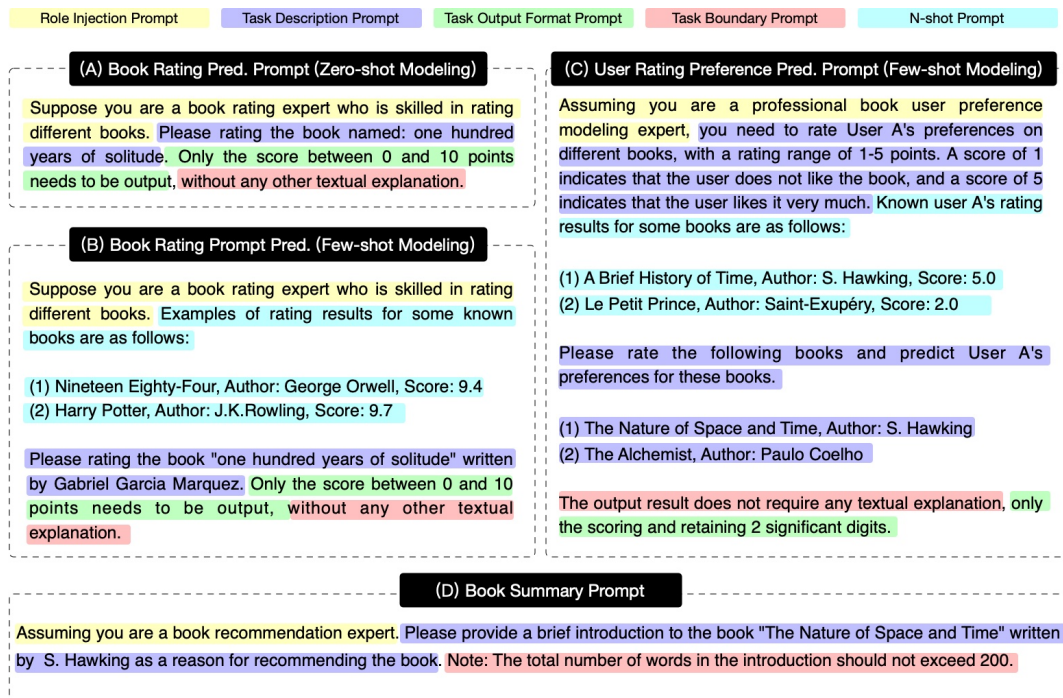 Role Injection Prompt
Task Description Prompt
Task Output Format Prompt
Task Boundary Prompt
N-shot Prompt
(A) Book Rating Pred. Prompt (Zero-shot Modeling)
Suppose you are a book rating expert who is skilled in rating
different books. Please rating the book named: one hundred
years of solitude. Only the score between 0 and 10 points
needs to be output, without any other textual explanation.
(B) Book Rating Prompt Pred. (Few-shot Modeling)
Suppose you are a book rating expert who is skilled in rating
different books. Examples of rating results for some known
books are as follows:
(1) Nineteen Eighty-Four, Author: George Orwell, Score: 9.4
(2) Harry Potter, Author: J.K.Rowling, Score: 9.7
Please rating the book "one hundred years of solitude" written
by Gabriel Garcia Marquez. Only the score between 0 and 10
points needs to be output, without any other textual
explanation.
(C) User Rating Preference Pred. Prompt (Few-shot Modeling)
Assuming you are a professional book user preference
modeling expert, you need to rate User A's preferences on
different books, with a rating range of 1-5 points. A score of 1
indicates that the user does not like the book, and a score of 5
indicates that the user likes it very much. Known user A's rating
results for some books are as follows:
(1) A Brief History of Time, Author: S. Hawking, Score: 5.0
(2) Le Petit Prince, Author: Saint-Exupéry, Score: 2.0
Please rate the following books and predict User A's
preferences for these books.
(1) The Nature of Space and Time, Author: S. Hawking
(2) The Alchemist, Author: Paulo Coelho
The output result does not require any textual explanation, only
the scoring and retaining 2 significant digits.
(D) Book Summary Prompt
Assuming you are a book recommendation expert. Please provide a brief introduction to the book "The Nature of Space and Time" written
by S. Hawking as a reason for recommending the book. Note: The total number of words in the introduction should not exceed 200.